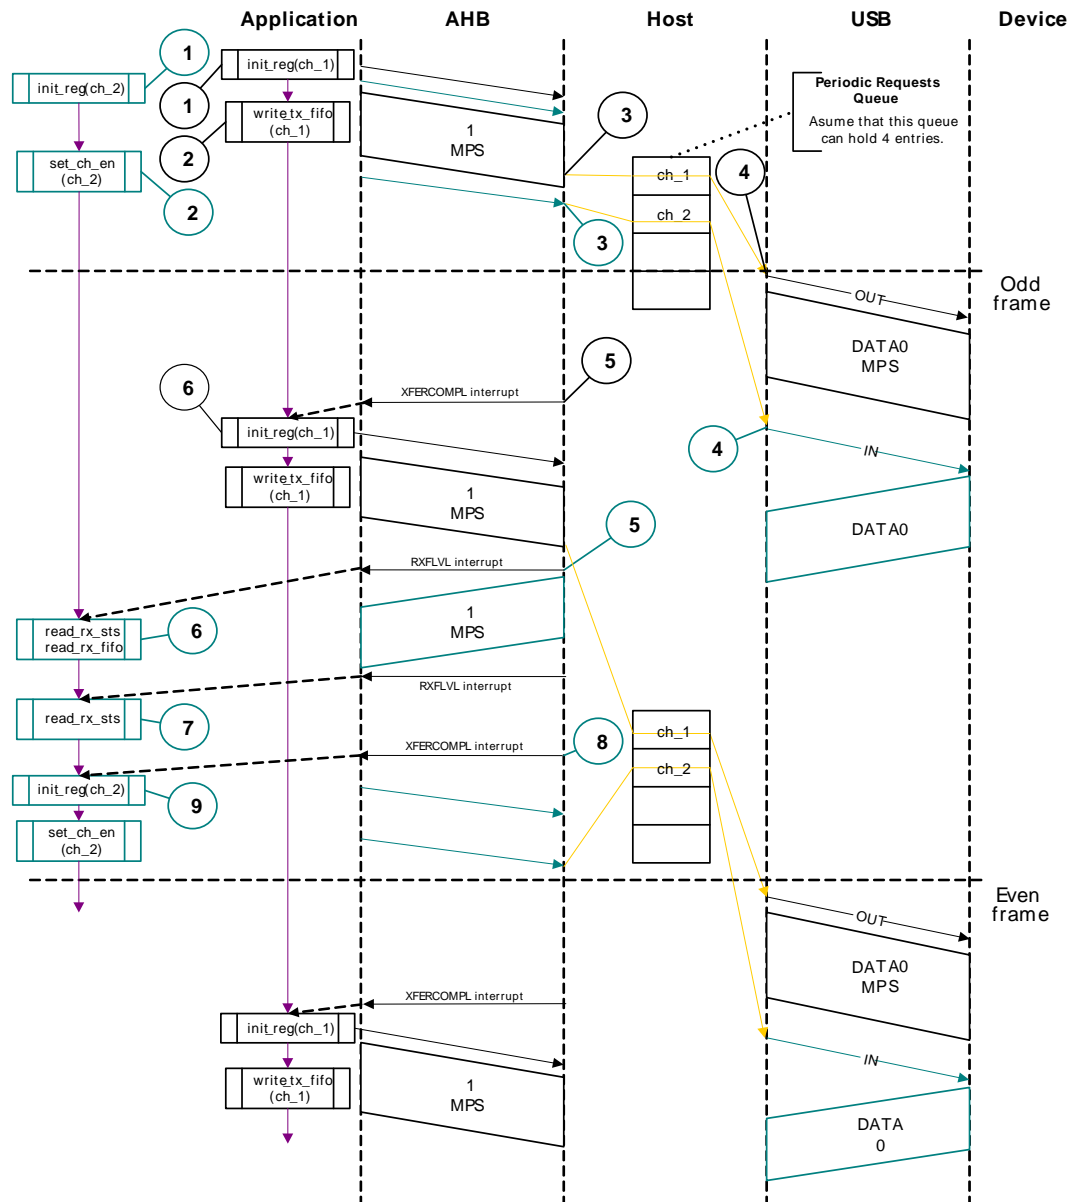 Application AHB Host USB Device
1
init_reg(ch_1)
init_reg(ch_2)
1
Periodic Requests
Queue
Asume that this queue
can hold 4 entries.
write_tx_fifo
(ch_1)
1
MPS
3
2
set_ch_en
(ch_2)
ch_1
4
2
ch_2
3
Odd
frame
OUT
DATA0
MPS
5
6
XFERCOMPL interrupt
init_reg(ch_1)
4
IN
write_tx_fifo
(ch_1)
1
MPS
5
DATA0
RXFLVL interrupt
1
MPS
read_rx_sts
read_rx_fifo
6
RXFLVL interrupt
read_rx_sts
7
ch_1
XFERCOMPL interrupt
8
ch_2
init_reg(ch_2)
9
set_ch_en
(ch_2)
Even
frame
OUT
DATA0
MPS
XFERCOMPL interrupt
init_reg(ch_1)
IN
write_tx_fifo
(ch_1)
1
MPS
DATA
0